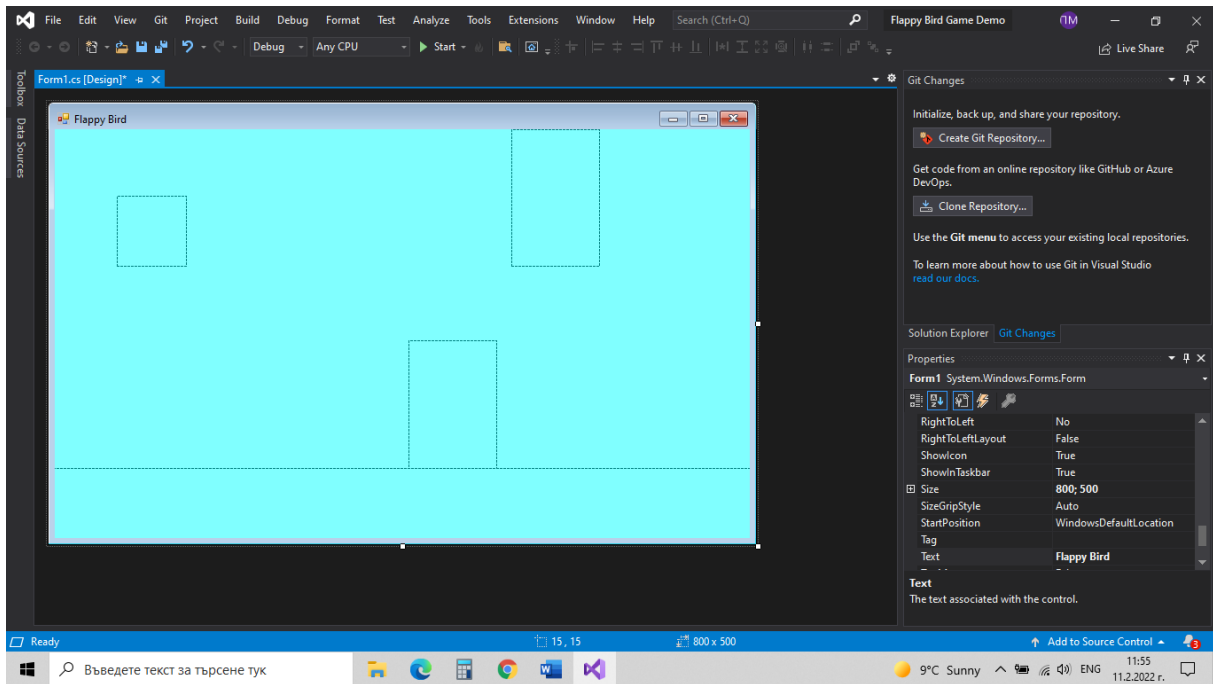 File Edit View Git Project Build Debug Format Test Analyze Tools Extensions Window Help Search (Ctrl+Q) Flappy Bird Game Demo ПМ
Debug Any CPU Start Live Share
Toolbox
Data Sources
Form1.cs [Design]*
Flappy Bird
Git Changes
Initialize, back up, and share your repository.
Create Git Repository...
Get code from an online repository like GitHub or Azure
DevOps.
Clone Repository...
Use the Git menu to access your existing local repositories.
To learn more about how to use Git in Visual Studio
read our docs.
Solution Explorer Git Changes
Properties
Form1 System.Windows.Forms.Form
RightToLeft No
RightToLeftLayout False
ShowIcon True
ShowInTaskbar True
Size 800; 500
SizeGripStyle Auto
StartPosition WindowsDefaultLocation
Tag
Text Flappy Bird
Text
The text associated with the control.
Ready 15 , 15 800 x 500 Add to Source Control 3
Въведете текст за търсене тук 9°C Sunny ENG 11:55
11.2.2022 г.